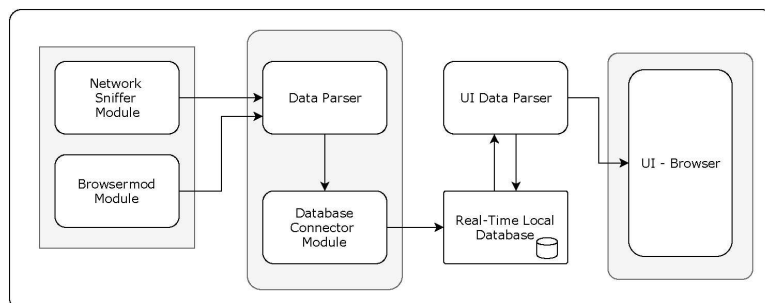 Network
Sniffer
Module
Browsermod
Module
Data Parser
Database
Connector
Module
UI Data Parser
Real-Time Local
Database
UI - Browser